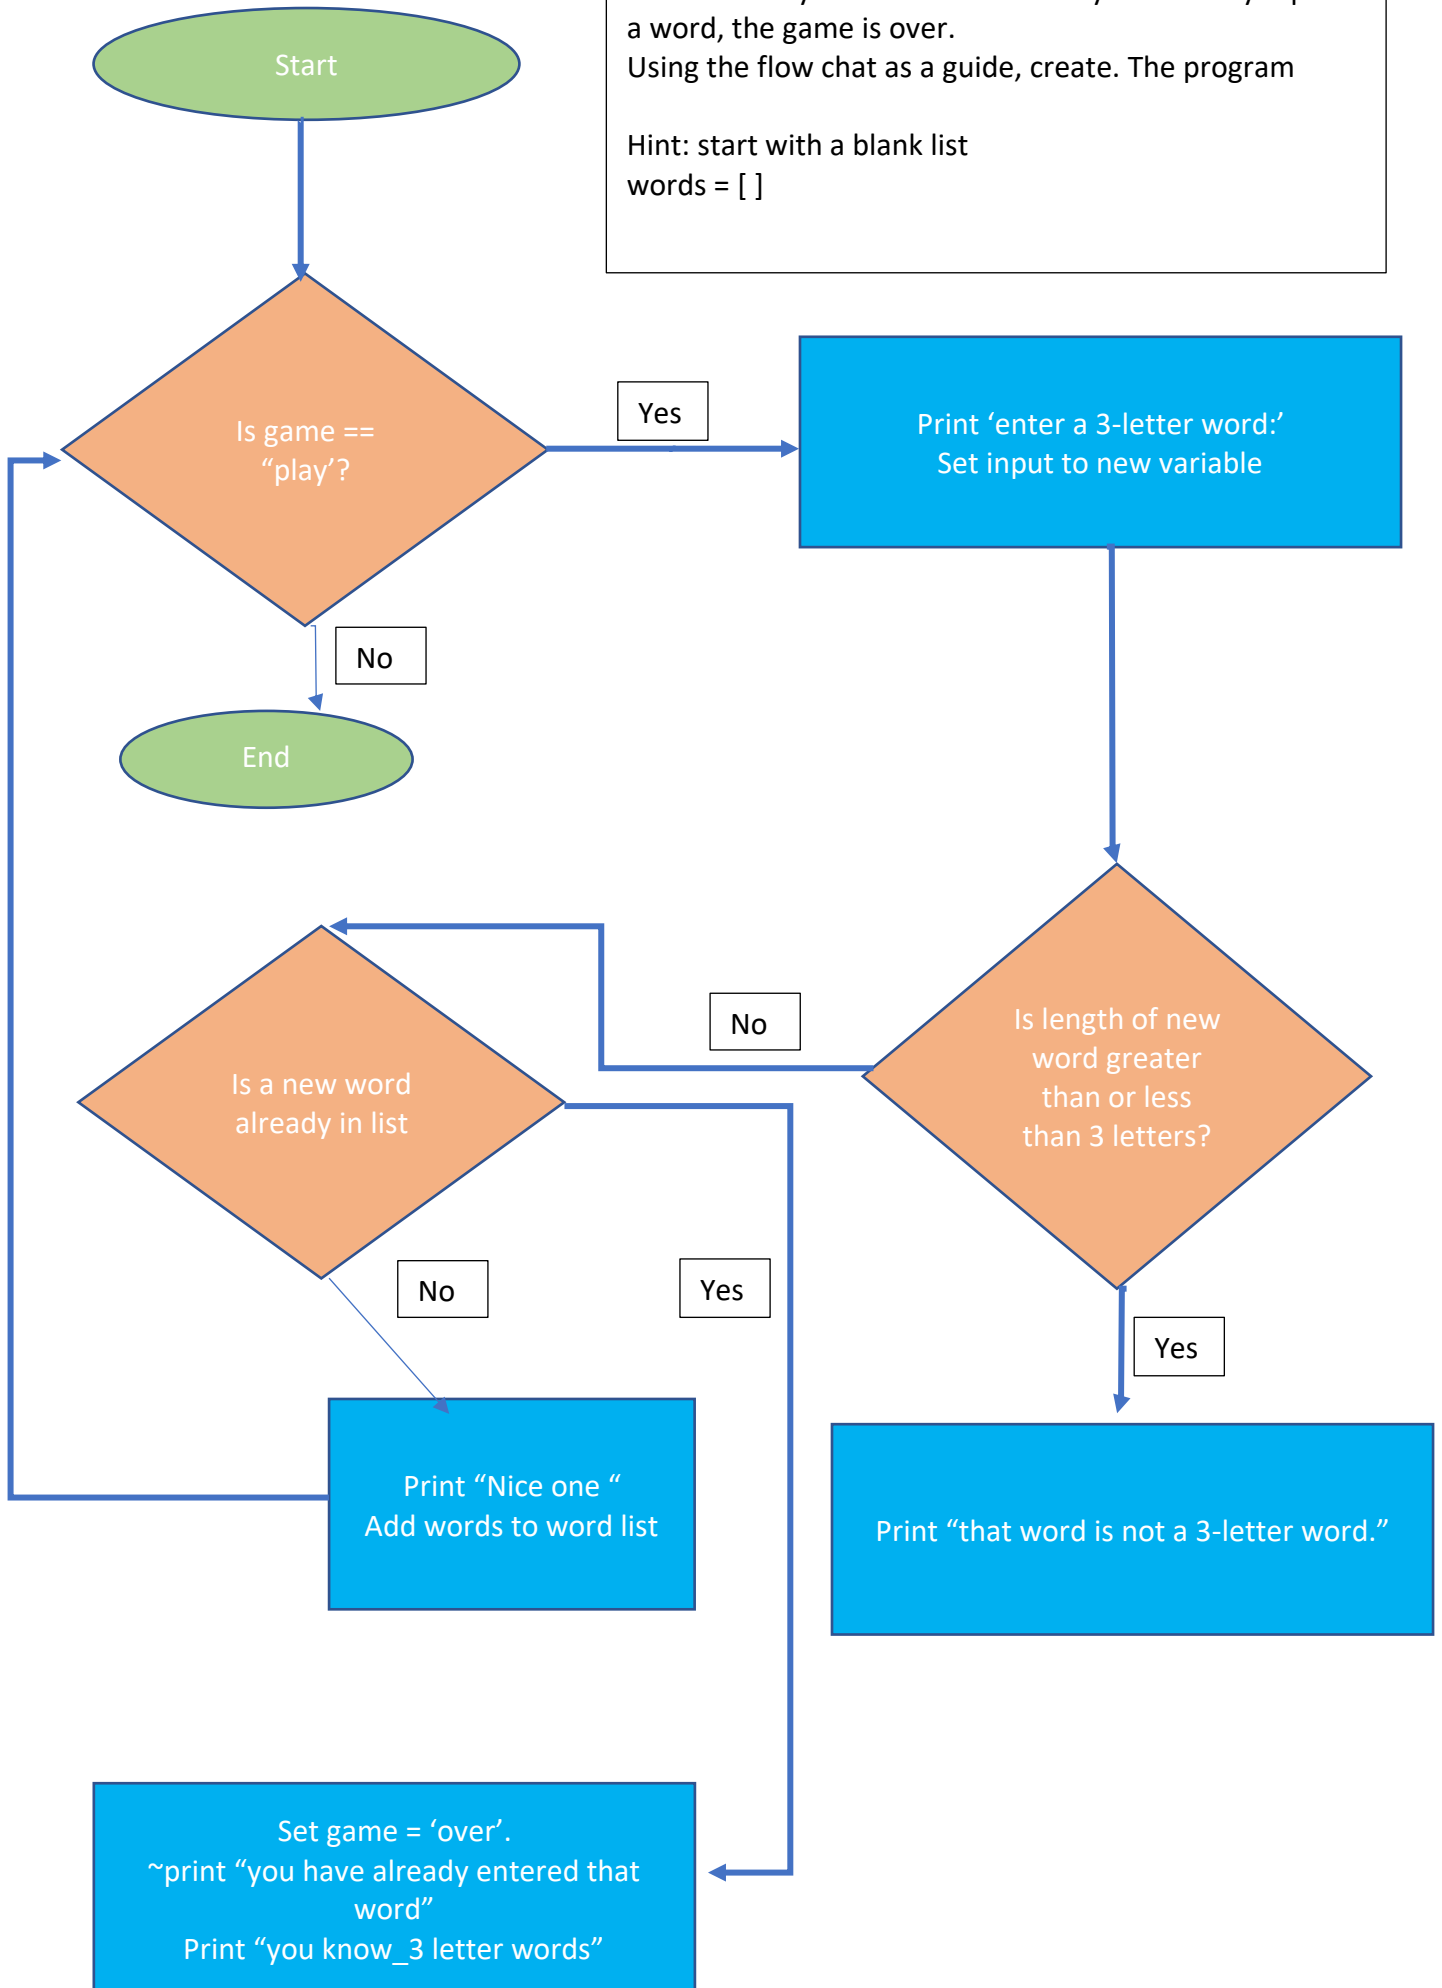 a word, the game is over.
Using the flow chat as a guide, create. The program
Hint: start with a blank list
words = [ ]
Start
Is game ==
“play’?
Yes
Print ‘enter a 3-letter word:’
Set input to new variable
No
End
Is length of new
word greater
than or less
than 3 letters?
No
Is a new word
already in list
No
Yes
Yes
Print “Nice one “
Add words to word list
Print “that word is not a 3-letter word.”
Set game = ‘over’.
~print “you have already entered that
word”
Print “you know_3 letter words”